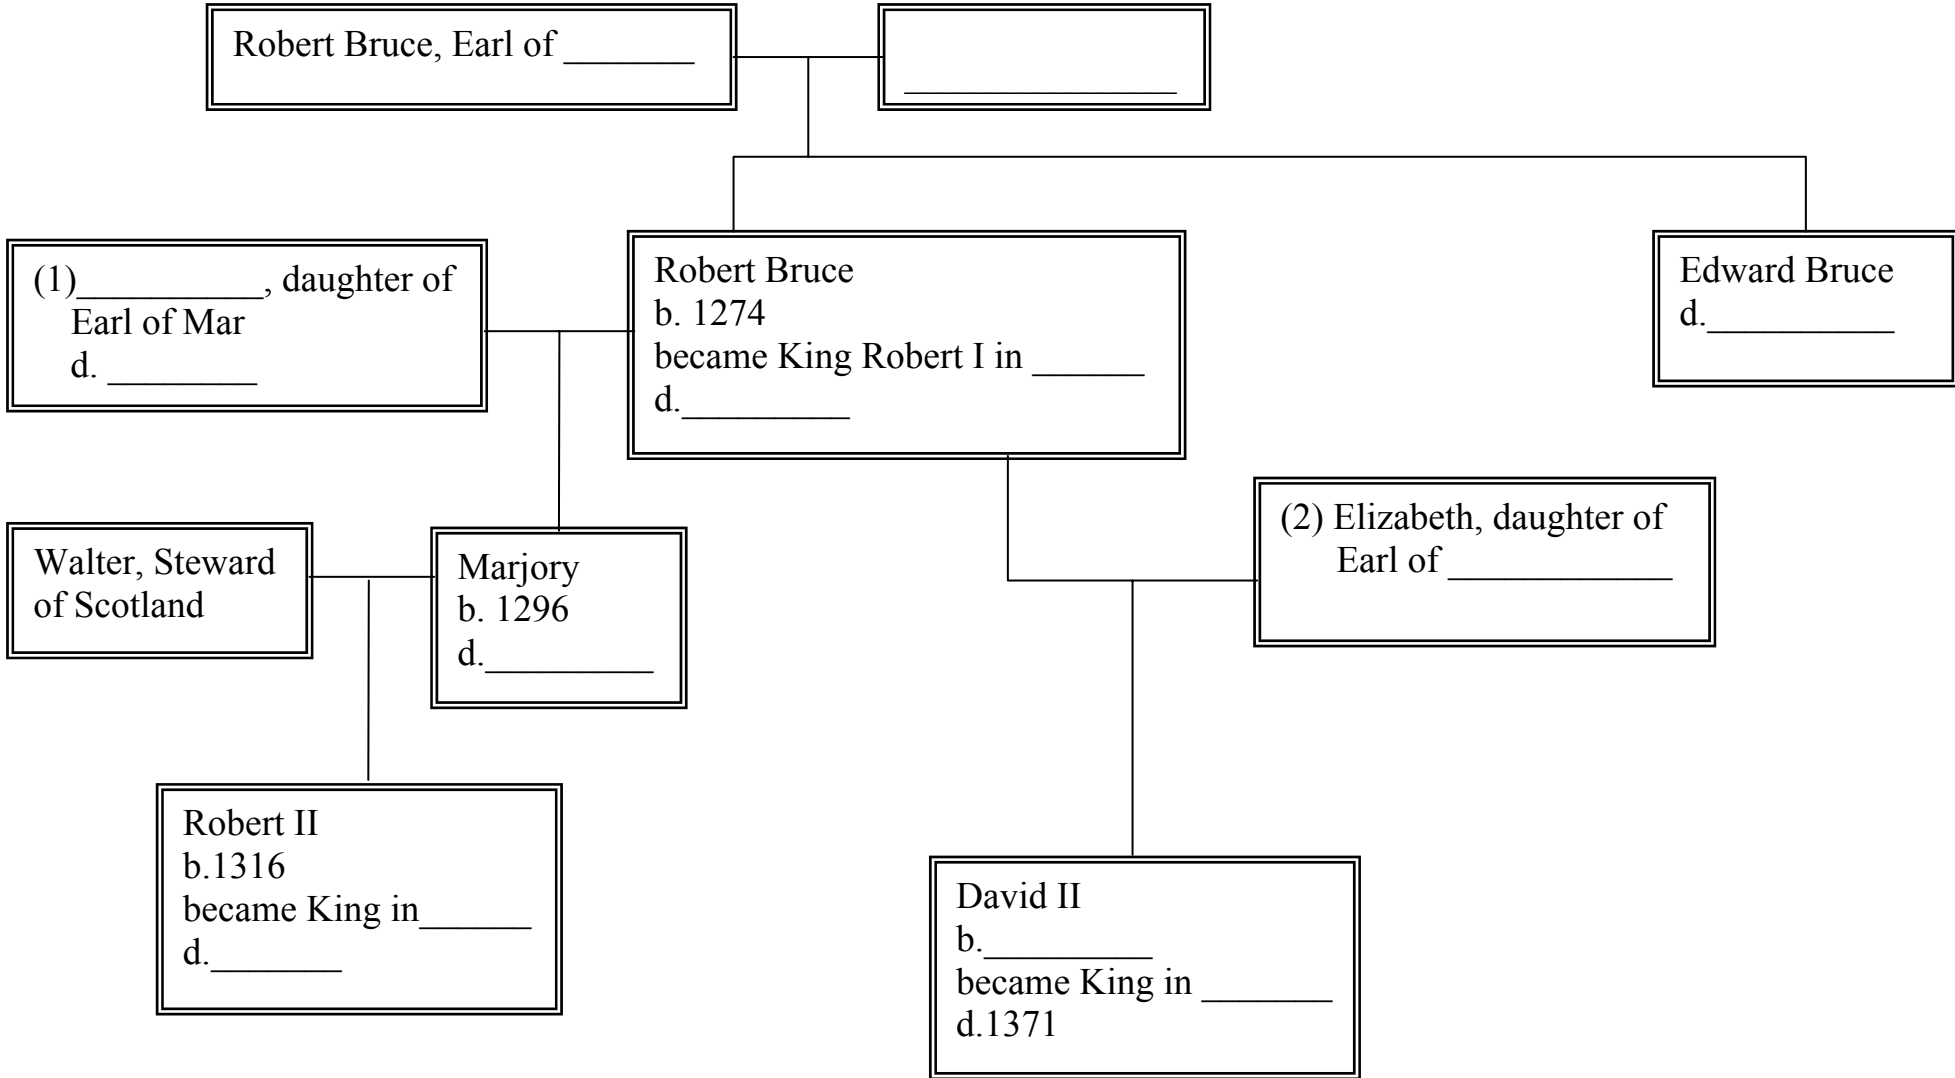 Robert Bruce, Earl of _______
_______________
(1)__________, daughter of
Earl of Mar
d. ________
Robert Bruce
b. 1274
became King Robert I in ______
d._________
Edward Bruce
d.__________
Walter, Steward
of Scotland
Marjory
b. 1296
d._________
(2) Elizabeth, daughter of
Earl of ____________
Robert II
b.1316
became King in______
d._______
David II
b._________
became King in _______
d.1371